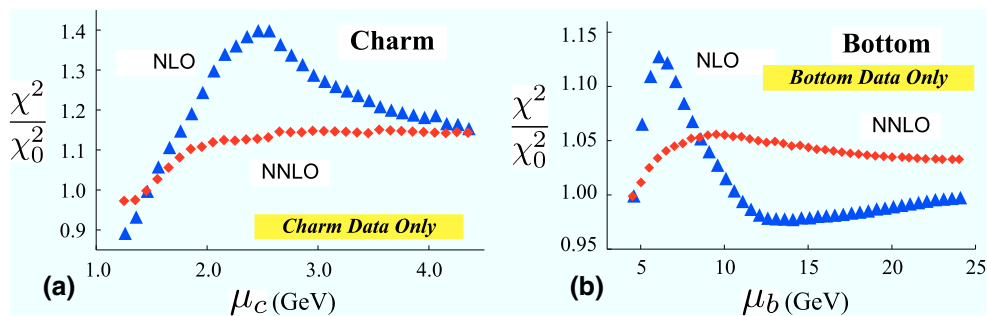 1.4
1.3
1.2
1.1
1.0
0.9
χ²
χ₀²
NLO
Charm
NNLO
Charm Data Only
1.0 2.0 3.0 4.0
(a)
μc (GeV)
1.15
1.10
1.05
1.00
0.95
χ²
χ₀²
NLO
Bottom
Bottom Data Only
NNLO
5 10 15 20 25
(b)
μb (GeV)